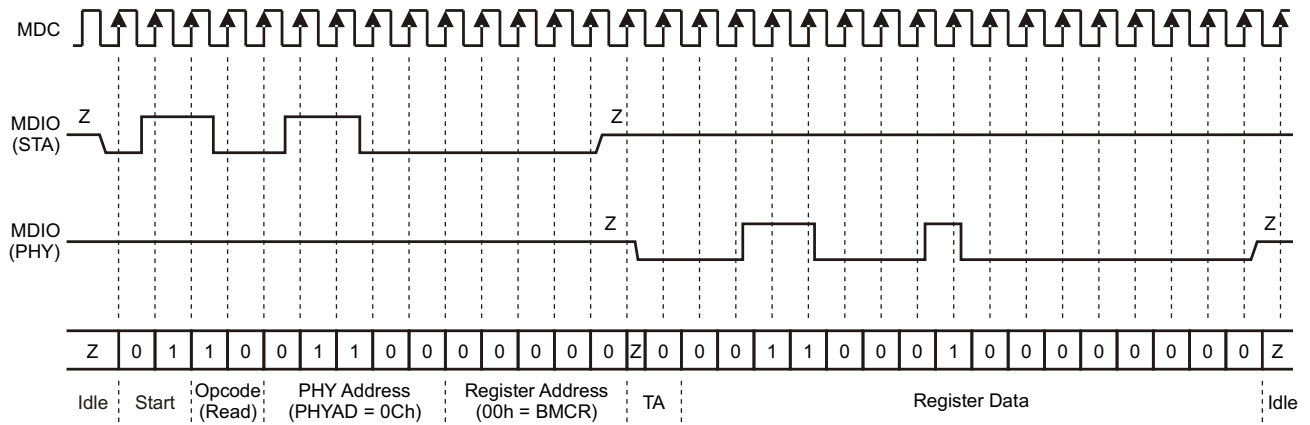 MDC
Z
Z
MDIO
(STA)
Z
Z
MDIO
(PHY)
Z 0 1 1 0 0 1 1 0 0 0 0 0 0 0 Z 0 0 0 0 1 1 0 0 0 1 0 0 0 0 0 0 0 0 Z
Idle Start Opcode (Read) PHY Address (PHYAD = 0Ch) Register Address (00h = BMCR) TA Register Data Idle